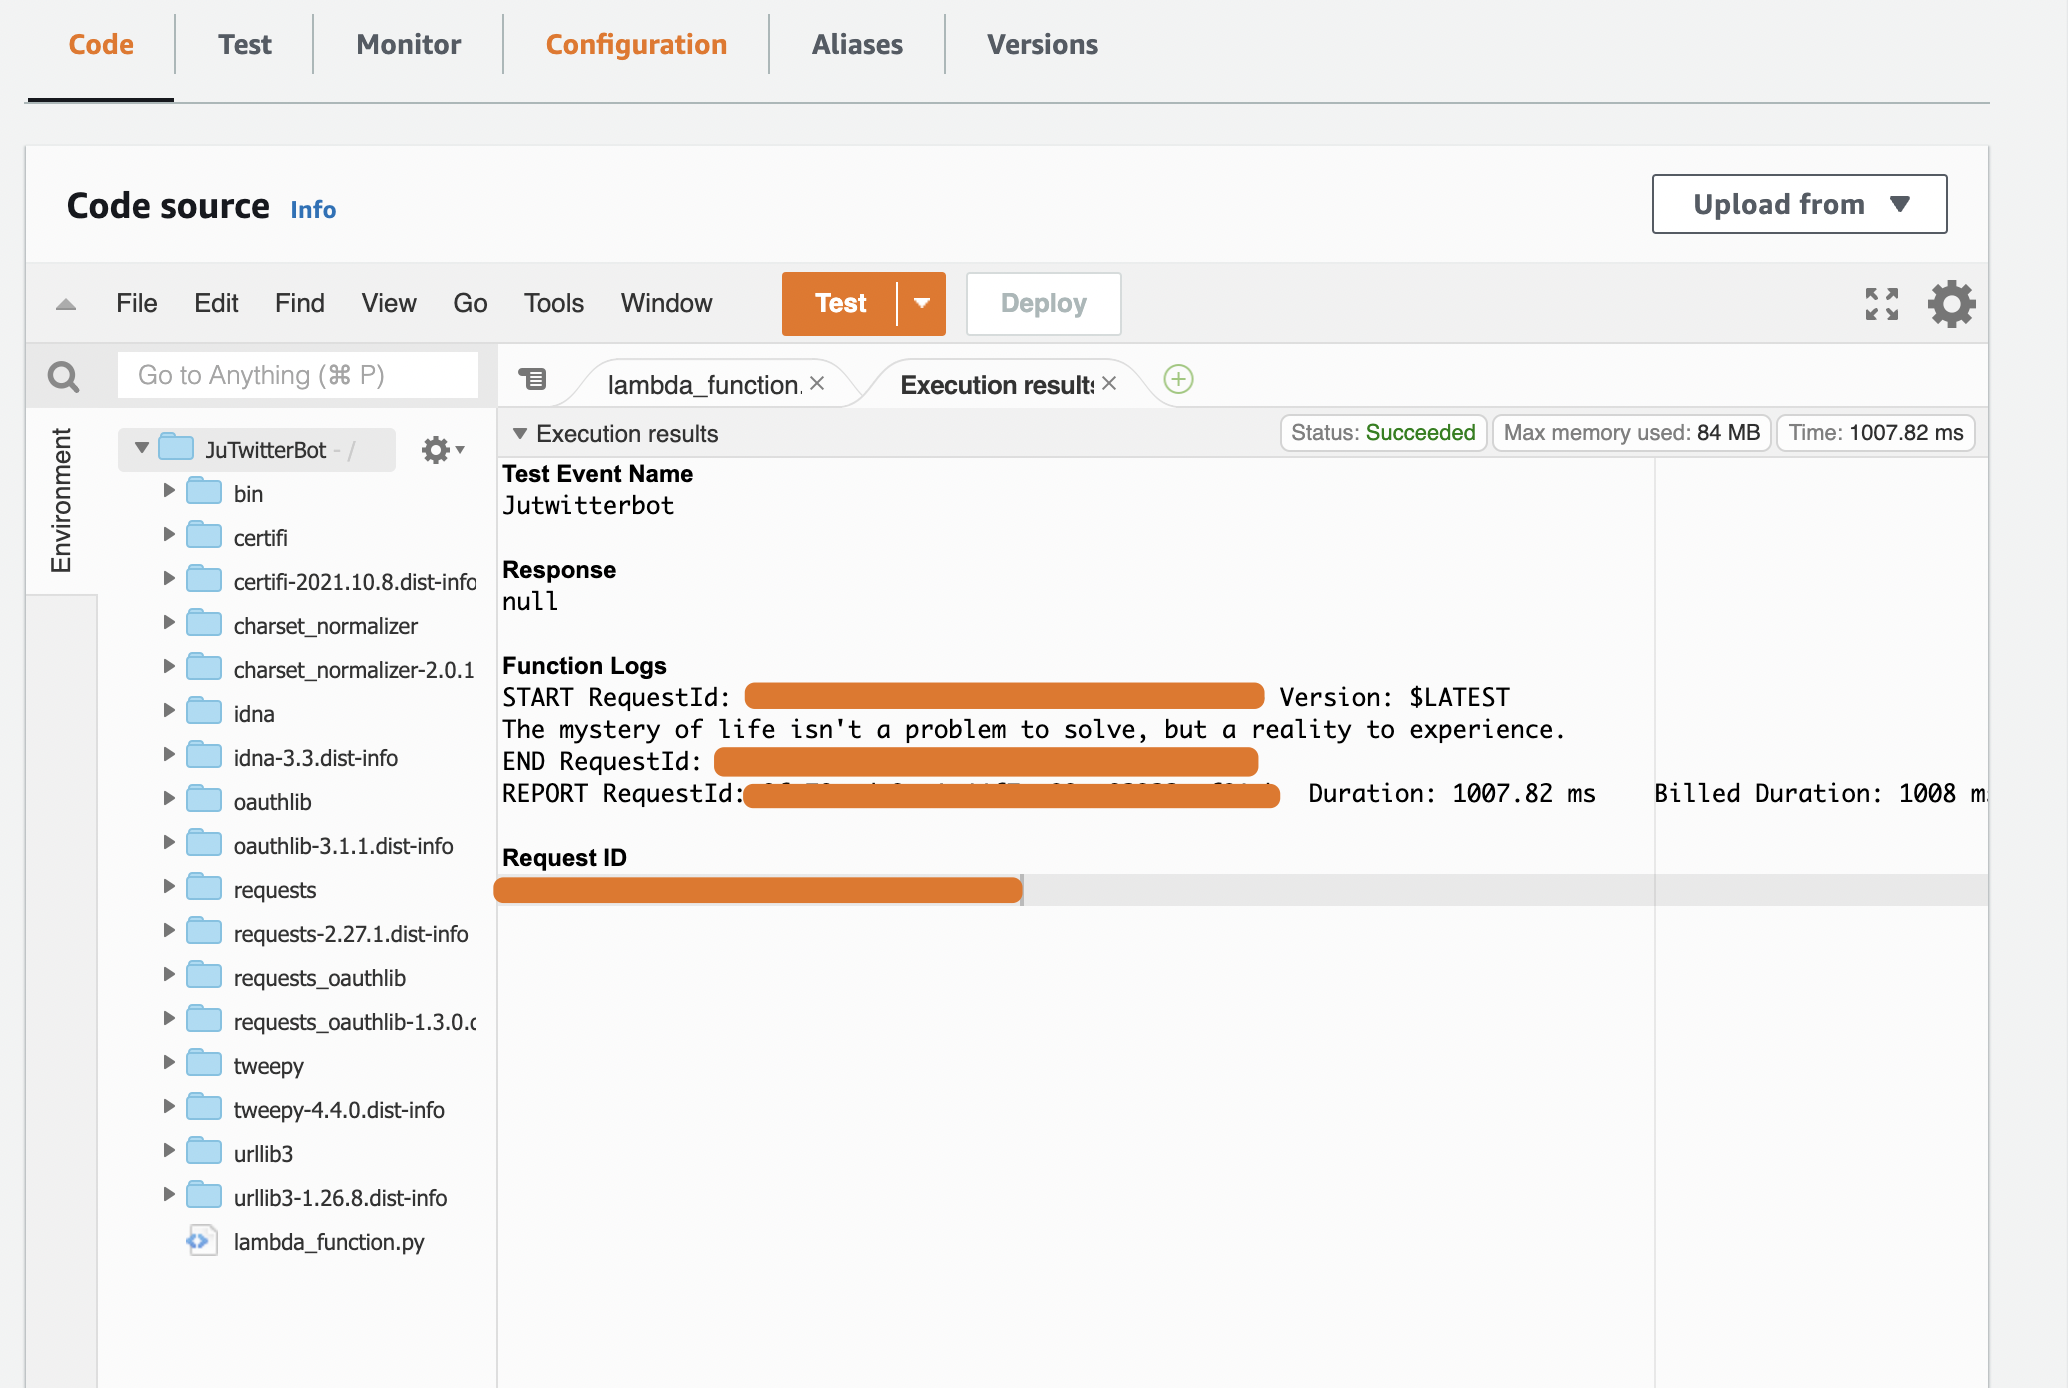 Code Test Monitor Configuration Aliases Versions
Code source Info
Upload from
File Edit Find View Go Tools Window Test Deploy
Go to Anything (⌘ P)
lambda_function. Execution results
Environment
Execution results Status: Succeeded Max memory used: 84 MB Time: 1007.82 ms
JuTwitterBot - /
bin
certifi
certifi-2021.10.8.dist-info
charset_normalizer
charset_normalizer-2.0.1
idna
idna-3.3.dist-info
oauthlib
oauthlib-3.1.1.dist-info
requests
requests-2.27.1.dist-info
requests_oauthlib
requests_oauthlib-1.3.0.d
tweepy
tweepy-4.4.0.dist-info
urllib3
urllib3-1.26.8.dist-info
lambda_function.py
Test Event Name
Jutwitterbot
Response
null
Function Logs
START RequestId: Version: $LATEST
The mystery of life isn't a problem to solve, but a reality to experience.
END RequestId:
REPORT RequestId: Duration: 1007.82 ms Billed Duration: 1008 m
Request ID